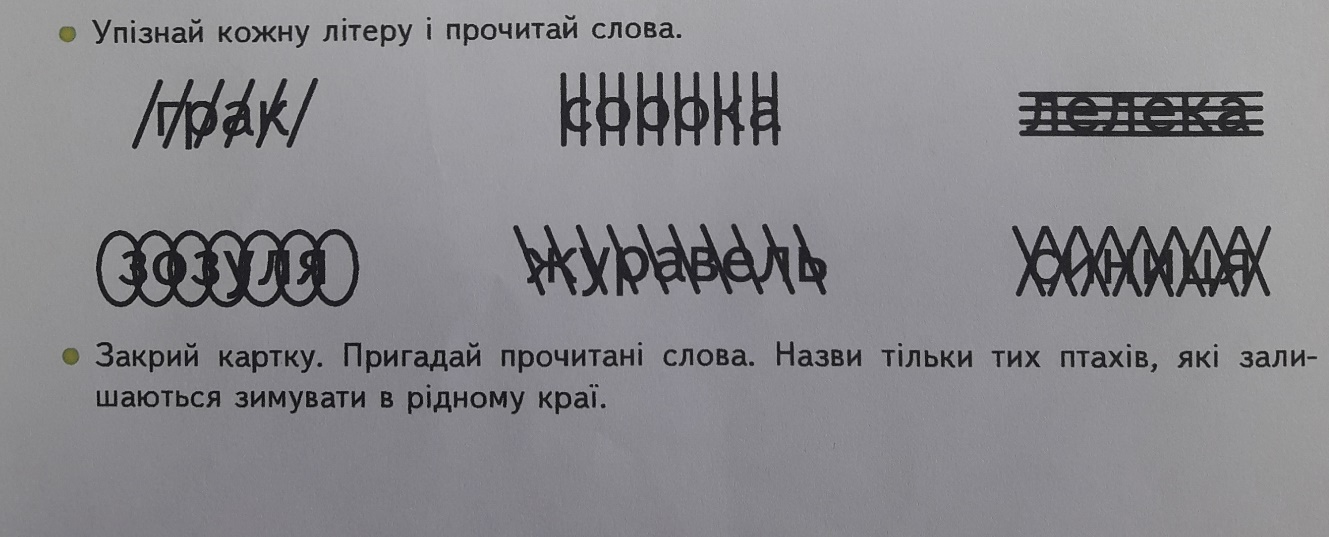 Упізнай кожну літеру і прочитай слова.
грак сорока лелека
зозуля журавель синиця
Закрий картку. Пригадай прочитані слова. Назви тільки тих птахів, які зали-
шаються зимувати в рідному краї.